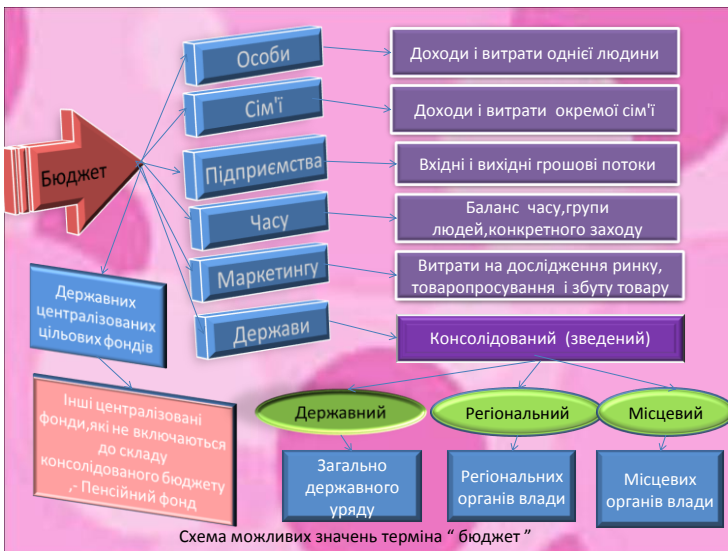 Бюджет
Особи
Доходи і витрати однієї людини
Сім'ї
Доходи і витрати окремої сім'ї
Підприємства
Вхідні і вихідні грошові потоки
Часу
Баланс часу,групи
людей,конкретного заходу
Маркетингу
Витрати на дослідження ринку,
товаропросування і збуту товару
Держави
Консолідований (зведений)
Державних
централізованих
цільових фондів
Інші централізовані
фонди,які не включаються
до складу
консолідованого бюджету
,- Пенсійний фонд
Державний
Регіональний
Місцевий
Загально
державного
уряду
Регіональних
органів влади
Місцевих
органів влади
Схема можливих значень терміна “ бюджет ”